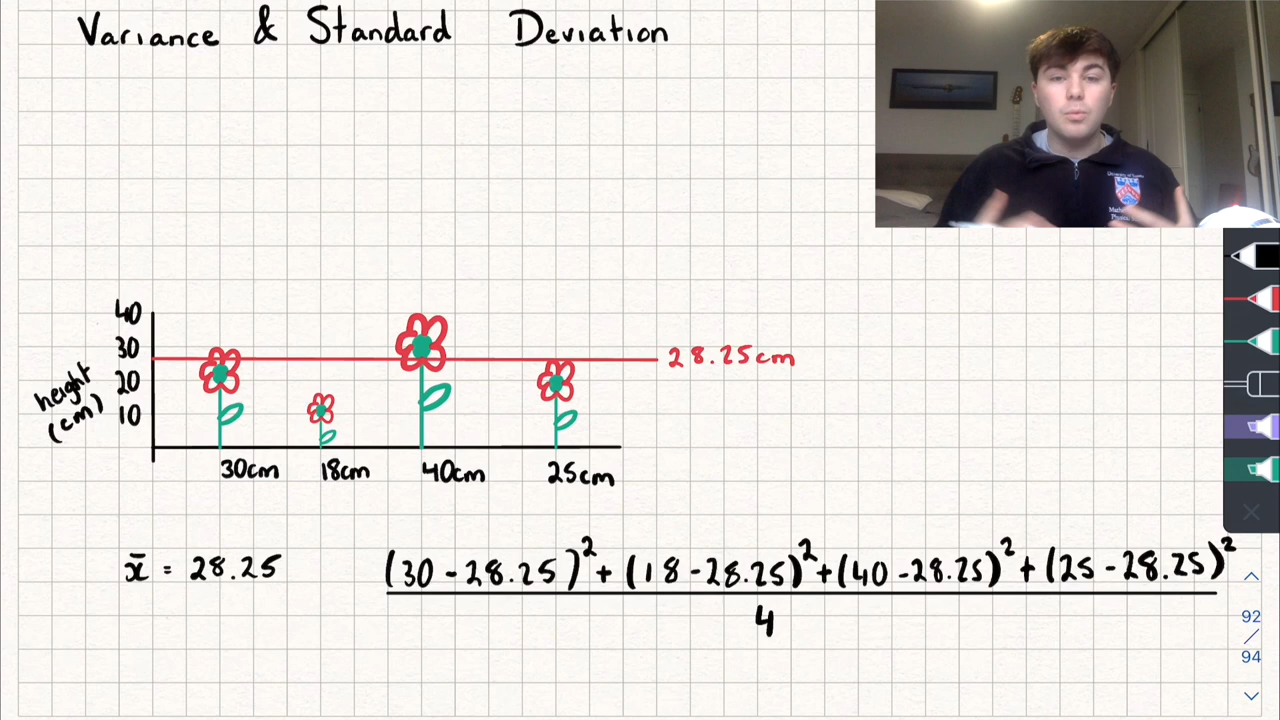 Variance & Standard Deviation
40
30
20
10
height
(cm)
28.25cm
30cm 18cm 40cm 25cm
x̄ = 28.25
(30 - 28.25)² + (18 - 28.25)² + (40 - 28.25)² + (25 - 28.25)²
4
92
/
94